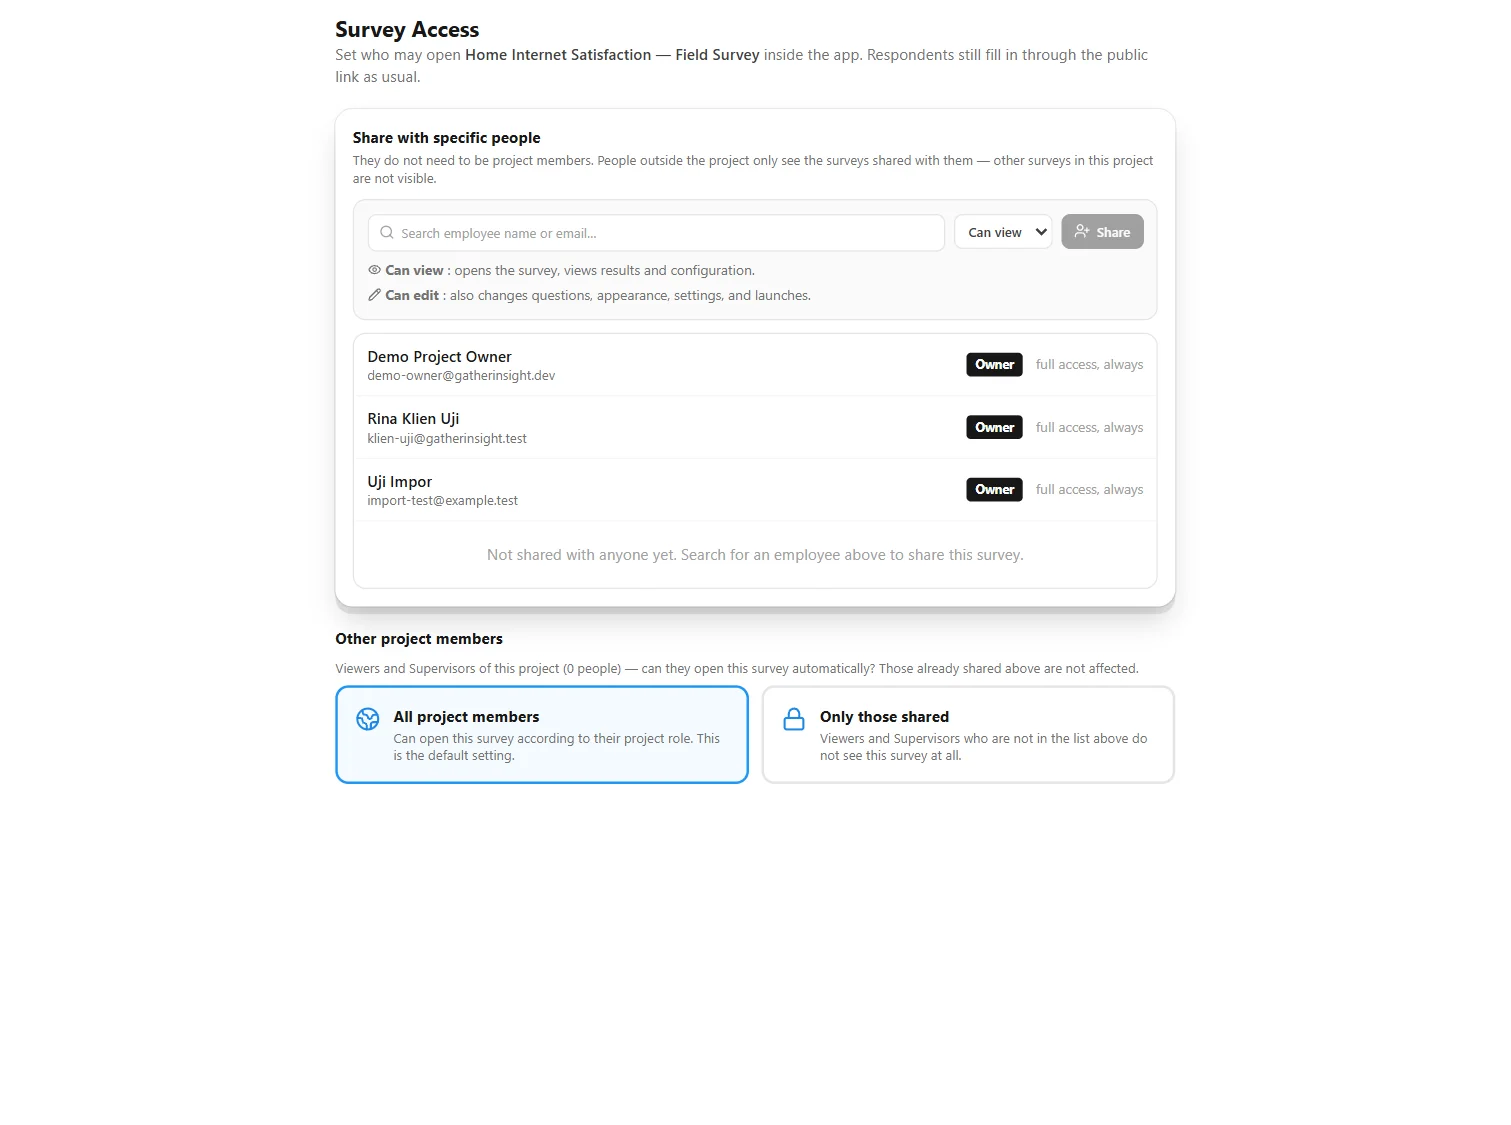 Survey Access
Set who may open Home Internet Satisfaction — Field Survey inside the app. Respondents still fill in through the public
link as usual.
Share with specific people
They do not need to be project members. People outside the project only see the surveys shared with them — other surveys in this project
are not visible.
Search employee name or email...
Can view
Share
Can view : opens the survey, views results and configuration.
Can edit : also changes questions, appearance, settings, and launches.
Demo Project Owner
demo-owner@gatherinsight.dev
Owner
full access, always
Rina Klien Uji
klien-uji@gatherinsight.test
Owner
full access, always
Uji Impor
import-test@example.test
Owner
full access, always
Not shared with anyone yet. Search for an employee above to share this survey.
Other project members
Viewers and Supervisors of this project (0 people) — can they open this survey automatically? Those already shared above are not affected.
All project members
Can open this survey according to their project role. This
is the default setting.
Only those shared
Viewers and Supervisors who are not in the list above do
not see this survey at all.